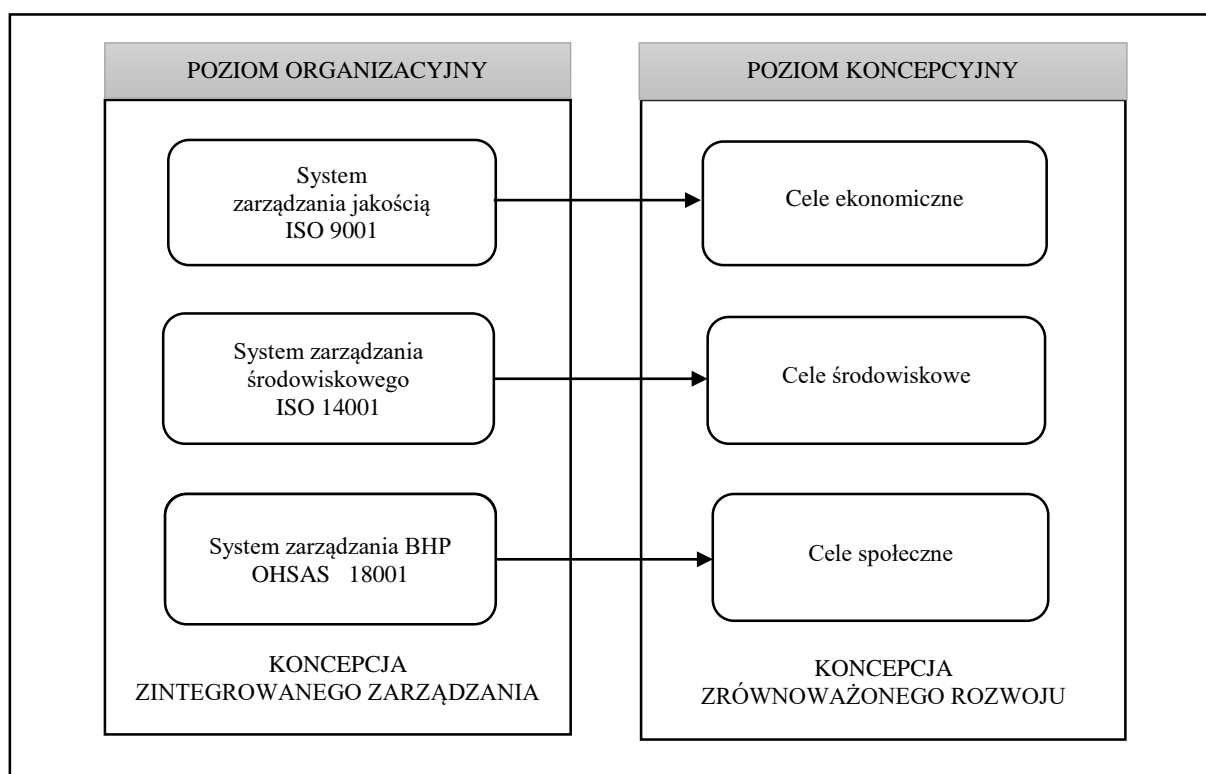 POZIOM ORGANIZACYJNY
System
zarządzania jakością
ISO 9001
System zarządzania
środowiskowego
ISO 14001
System zarządzania BHP
OHSAS 18001
KONCEPCJA
ZINTEGROWANEGO ZARZĄDZANIA
POZIOM KONCEPCYJNY
Cele ekonomiczne
Cele środowiskowe
Cele społeczne
KONCEPCJA
ZRÓWNOWAŻONEGO ROZWOJU